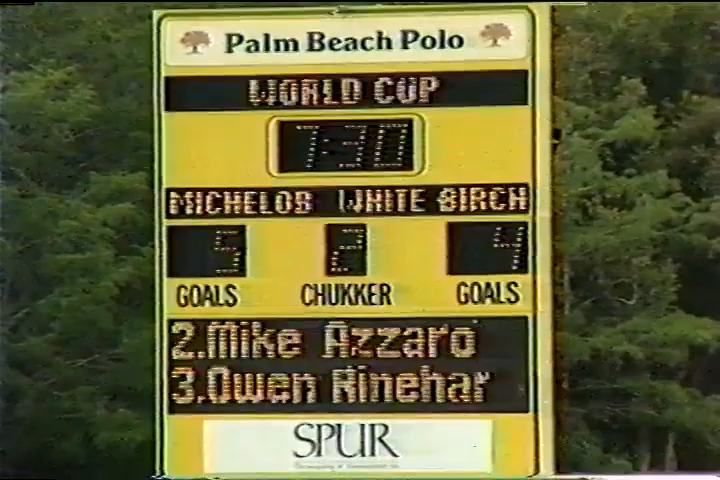 Palm Beach Polo
WORLD CUP
7:30
MICHELOB WHITE BIRCH
5 2 4
GOALS CHUKKER GOALS
2.Mike Azzaro
3.Owen Rinehar
SPUR